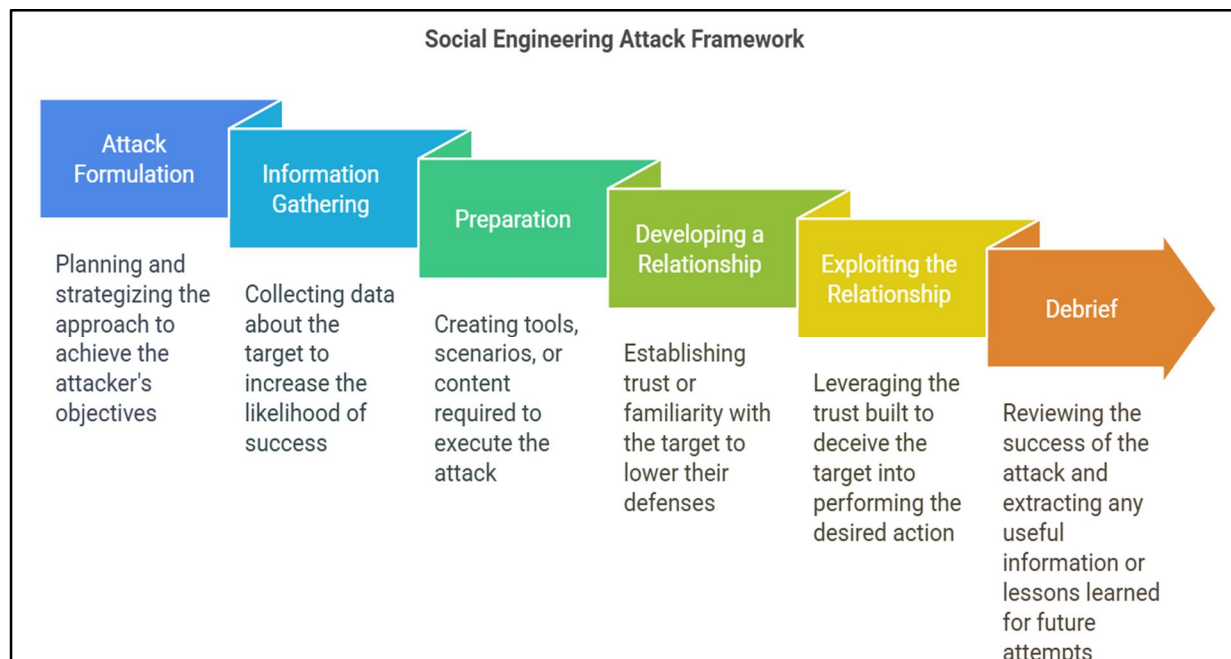 Social Engineering Attack Framework
Attack
Formulation
Planning and
strategizing the
approach to
achieve the
attacker's
objectives
Information
Gathering
Collecting data
about the
target to
increase the
likelihood of
success
Preparation
Creating tools,
scenarios, or
content
required to
execute the
attack
Developing a
Relationship
Establishing
trust or
familiarity with
the target to
lower their
defenses
Exploiting the
Relationship
Leveraging the
trust built to
deceive the
target into
performing the
desired action
Debrief
Reviewing the
success of the
attack and
extracting any
useful
information or
lessons learned
for future
attempts